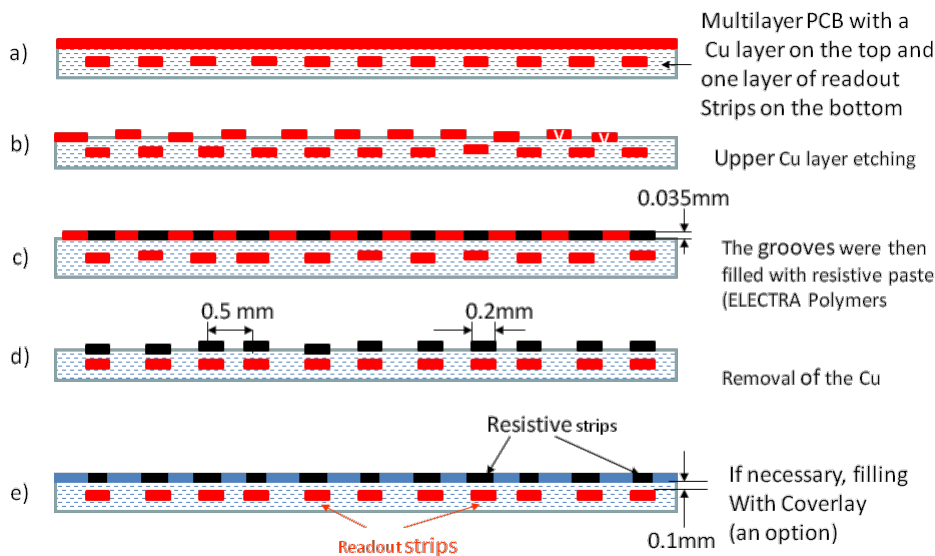 a)
Multilayer PCB with a
Cu layer on the top and
one layer of readout
Strips on the bottom
b)
V V
Upper Cu layer etching
0.035mm
c)
The grooves were then
filled with resistive paste
(ELECTRA Polymers
0.5 mm
0.2mm
d)
Removal of the Cu
Resistive strips
e)
If necessary, filling
With Coverlay
(an option)
0.1mm
Readout strips